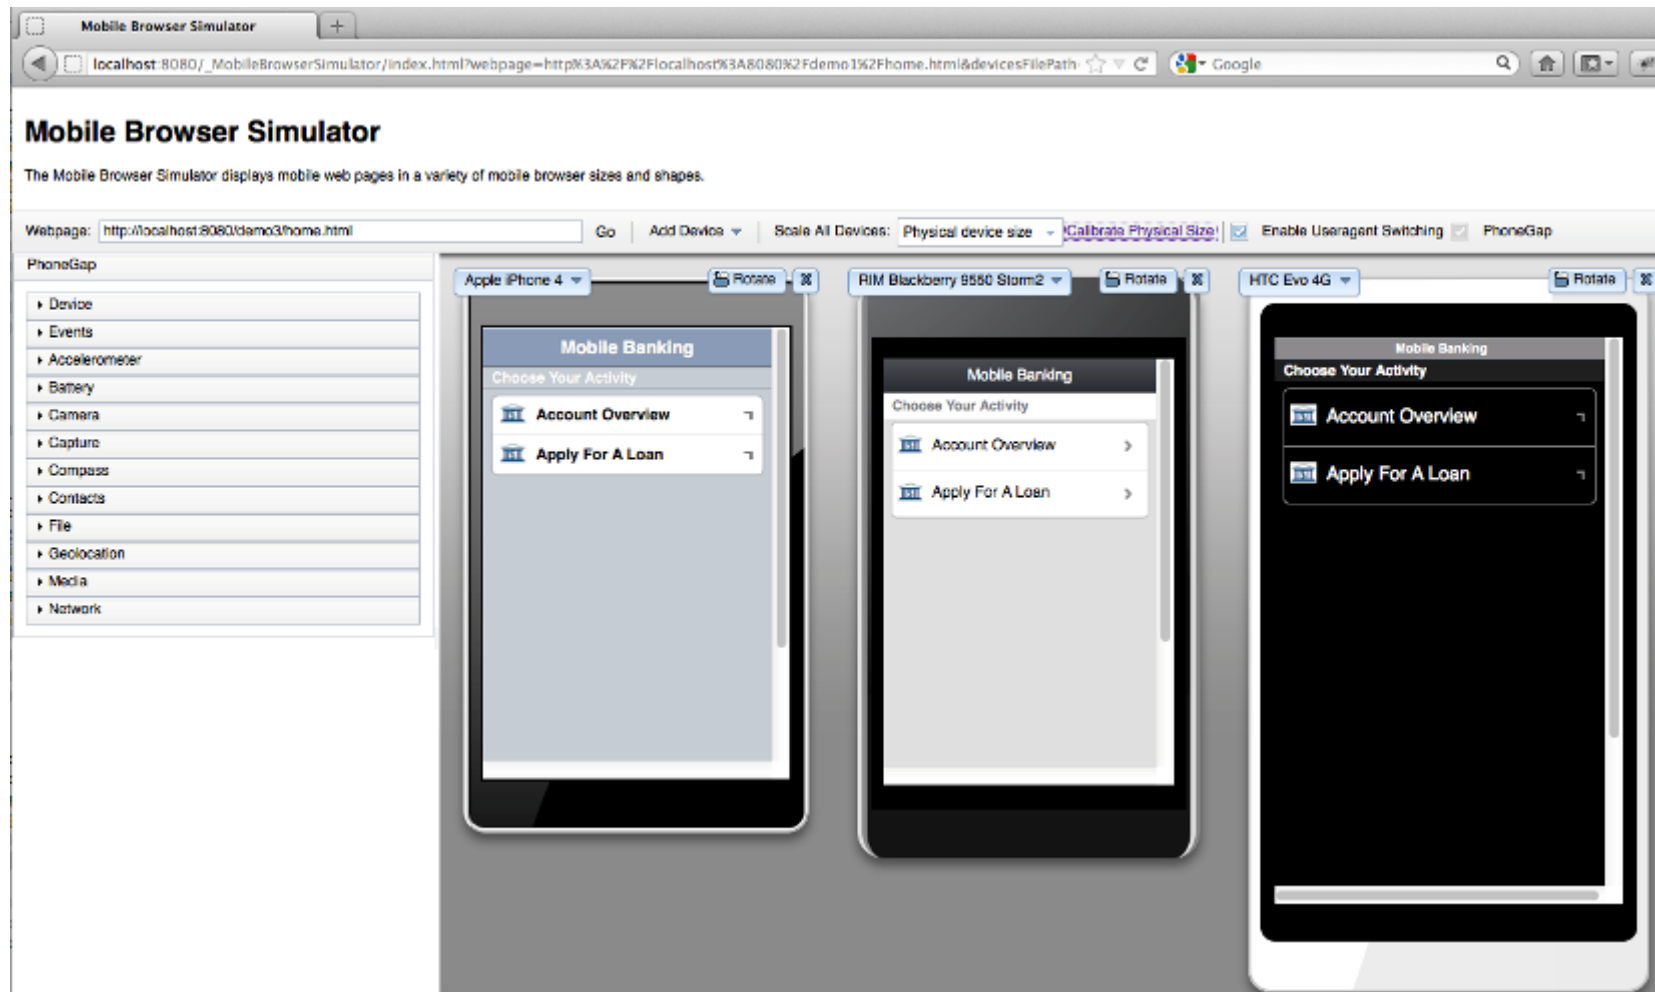 Mobile Browser Simulator
localhost:8080/_MobileBrowserSimulator/index.html?webpage=http%3A%2F%2Flocalhost%3A8080%2Fdemo1%2Fhome.html&devicesFilePath
Google
Mobile Browser Simulator
The Mobile Browser Simulator displays mobile web pages in a variety of mobile browser sizes and shapes.
Webpage: http://localhost:8080/demo3/home.html Go Add Device Scale All Devices: Physical device size Calibrate Physical Size Enable Useragent Switching PhoneGap
PhoneGap
Device
Events
Accelerometer
Battery
Camera
Capture
Compass
Contacts
File
Geolocation
Media
Network
Apple iPhone 4 Rotate
Mobile Banking
Choose Your Activity
Account Overview
Apply For A Loan
RIM Blackberry 9550 Storm2 Rotate
Mobile Banking
Choose Your Activity
Account Overview
Apply For A Loan
HTC Evo 4G Rotate
Mobile Banking
Choose Your Activity
Account Overview
Apply For A Loan